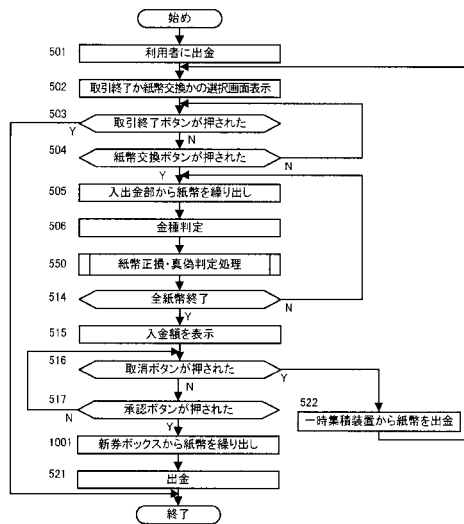 始め
501 利用者に出金
502 取引終了か紙幣交換かの選択画面表示
503 取引終了ボタンが押された
Y
N
504 紙幣交換ボタンが押された
Y
N
505 入出金部から紙幣を繰り出し
506 金種判定
550 紙幣正損・真偽判定処理
514 全紙幣終了
N
Y
515 入金額を表示
516 取消ボタンが押された
Y
N
517 承認ボタンが押された
N
Y
522 一時集積装置から紙幣を出金
1001 新券ボックスから紙幣を繰り出し
521 出金
終了